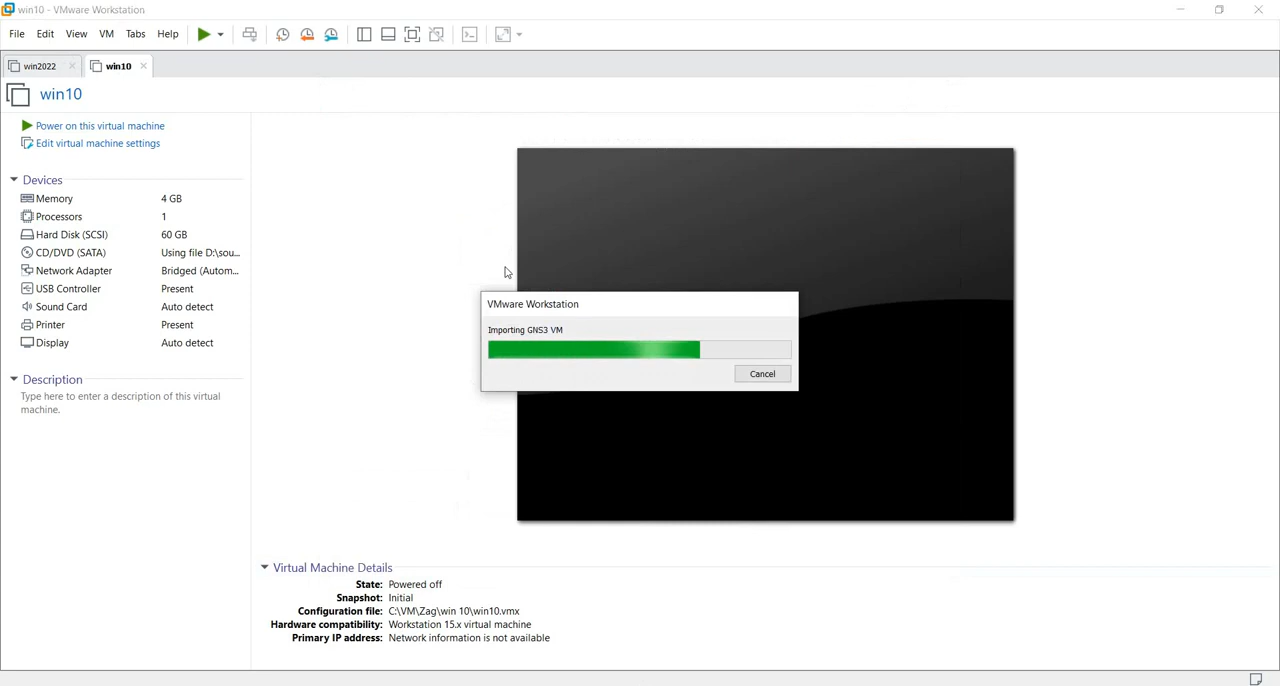 win10 - VMware Workstation
File Edit View VM Tabs Help
win2022 win10
win10
Power on this virtual machine
Edit virtual machine settings
Devices
Memory 4 GB
Processors 1
Hard Disk (SCSI) 60 GB
CD/DVD (SATA) Using file D:\sou...
Network Adapter Bridged (Autom...
USB Controller Present
Sound Card Auto detect
Printer Present
Display Auto detect
Description
Type here to enter a description of this virtual
machine.
VMware Workstation
Importing GNS3 VM
Cancel
Virtual Machine Details
State: Powered off
Snapshot: Initial
Configuration file: C:\VM\Zag\win 10\win10.vmx
Hardware compatibility: Workstation 15.x virtual machine
Primary IP address: Network information is not available